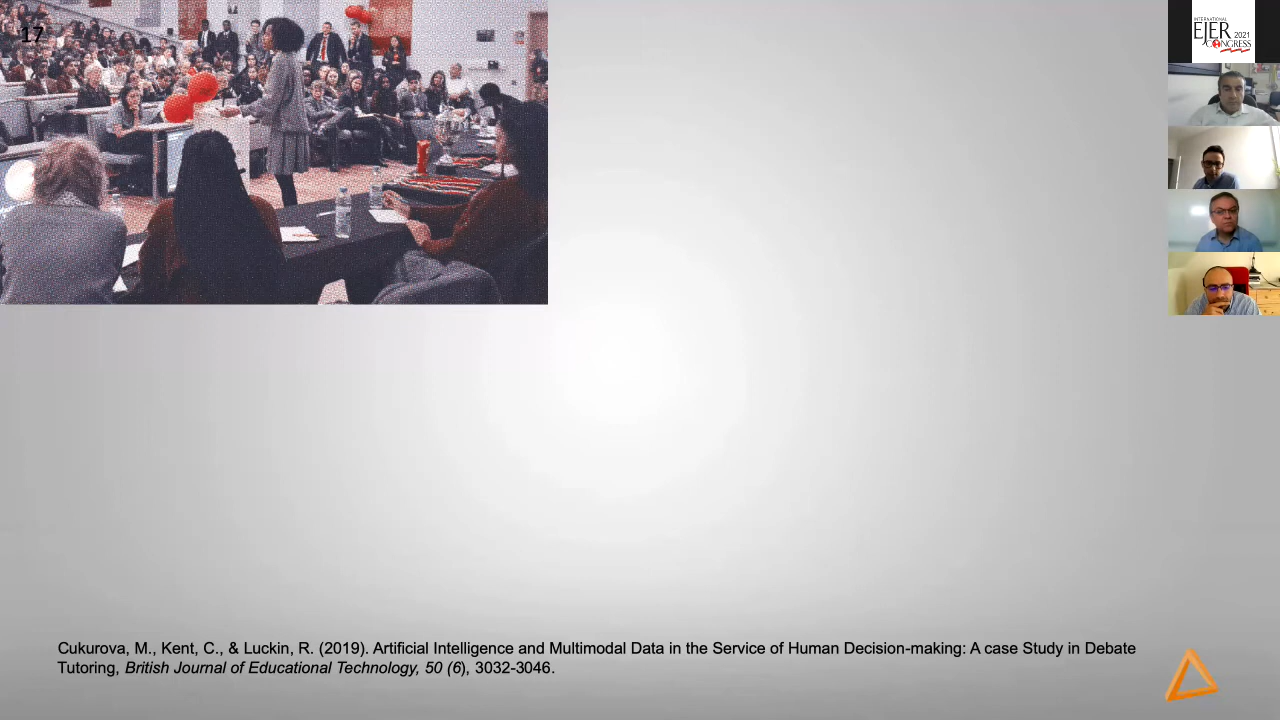 17
INTERNATIONAL
EJER 2021
CONGRESS
Cukurova, M., Kent, C., & Luckin, R. (2019). Artificial Intelligence and Multimodal Data in the Service of Human Decision-making: A case Study in Debate
Tutoring, British Journal of Educational Technology, 50 (6), 3032-3046.